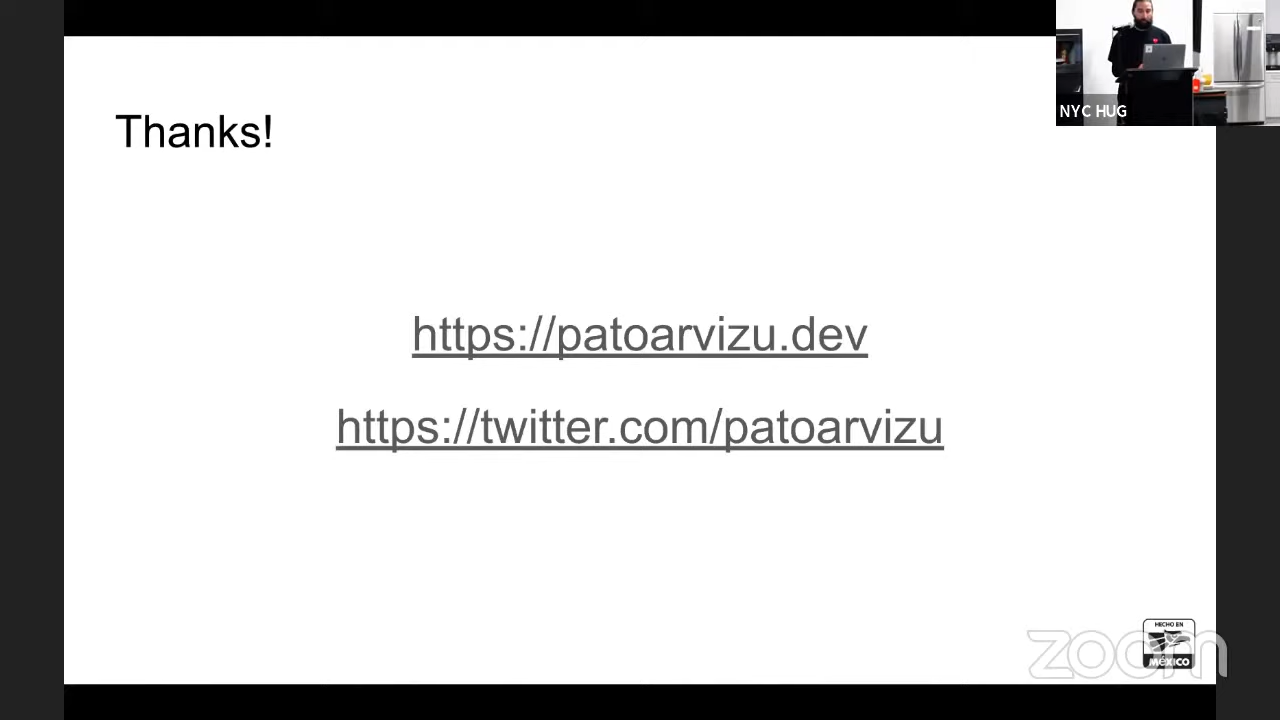 NYC HUG
Thanks!
https://patoarvizu.dev
https://twitter.com/patoarvizu
HECHO EN
MÉXICO
zoom